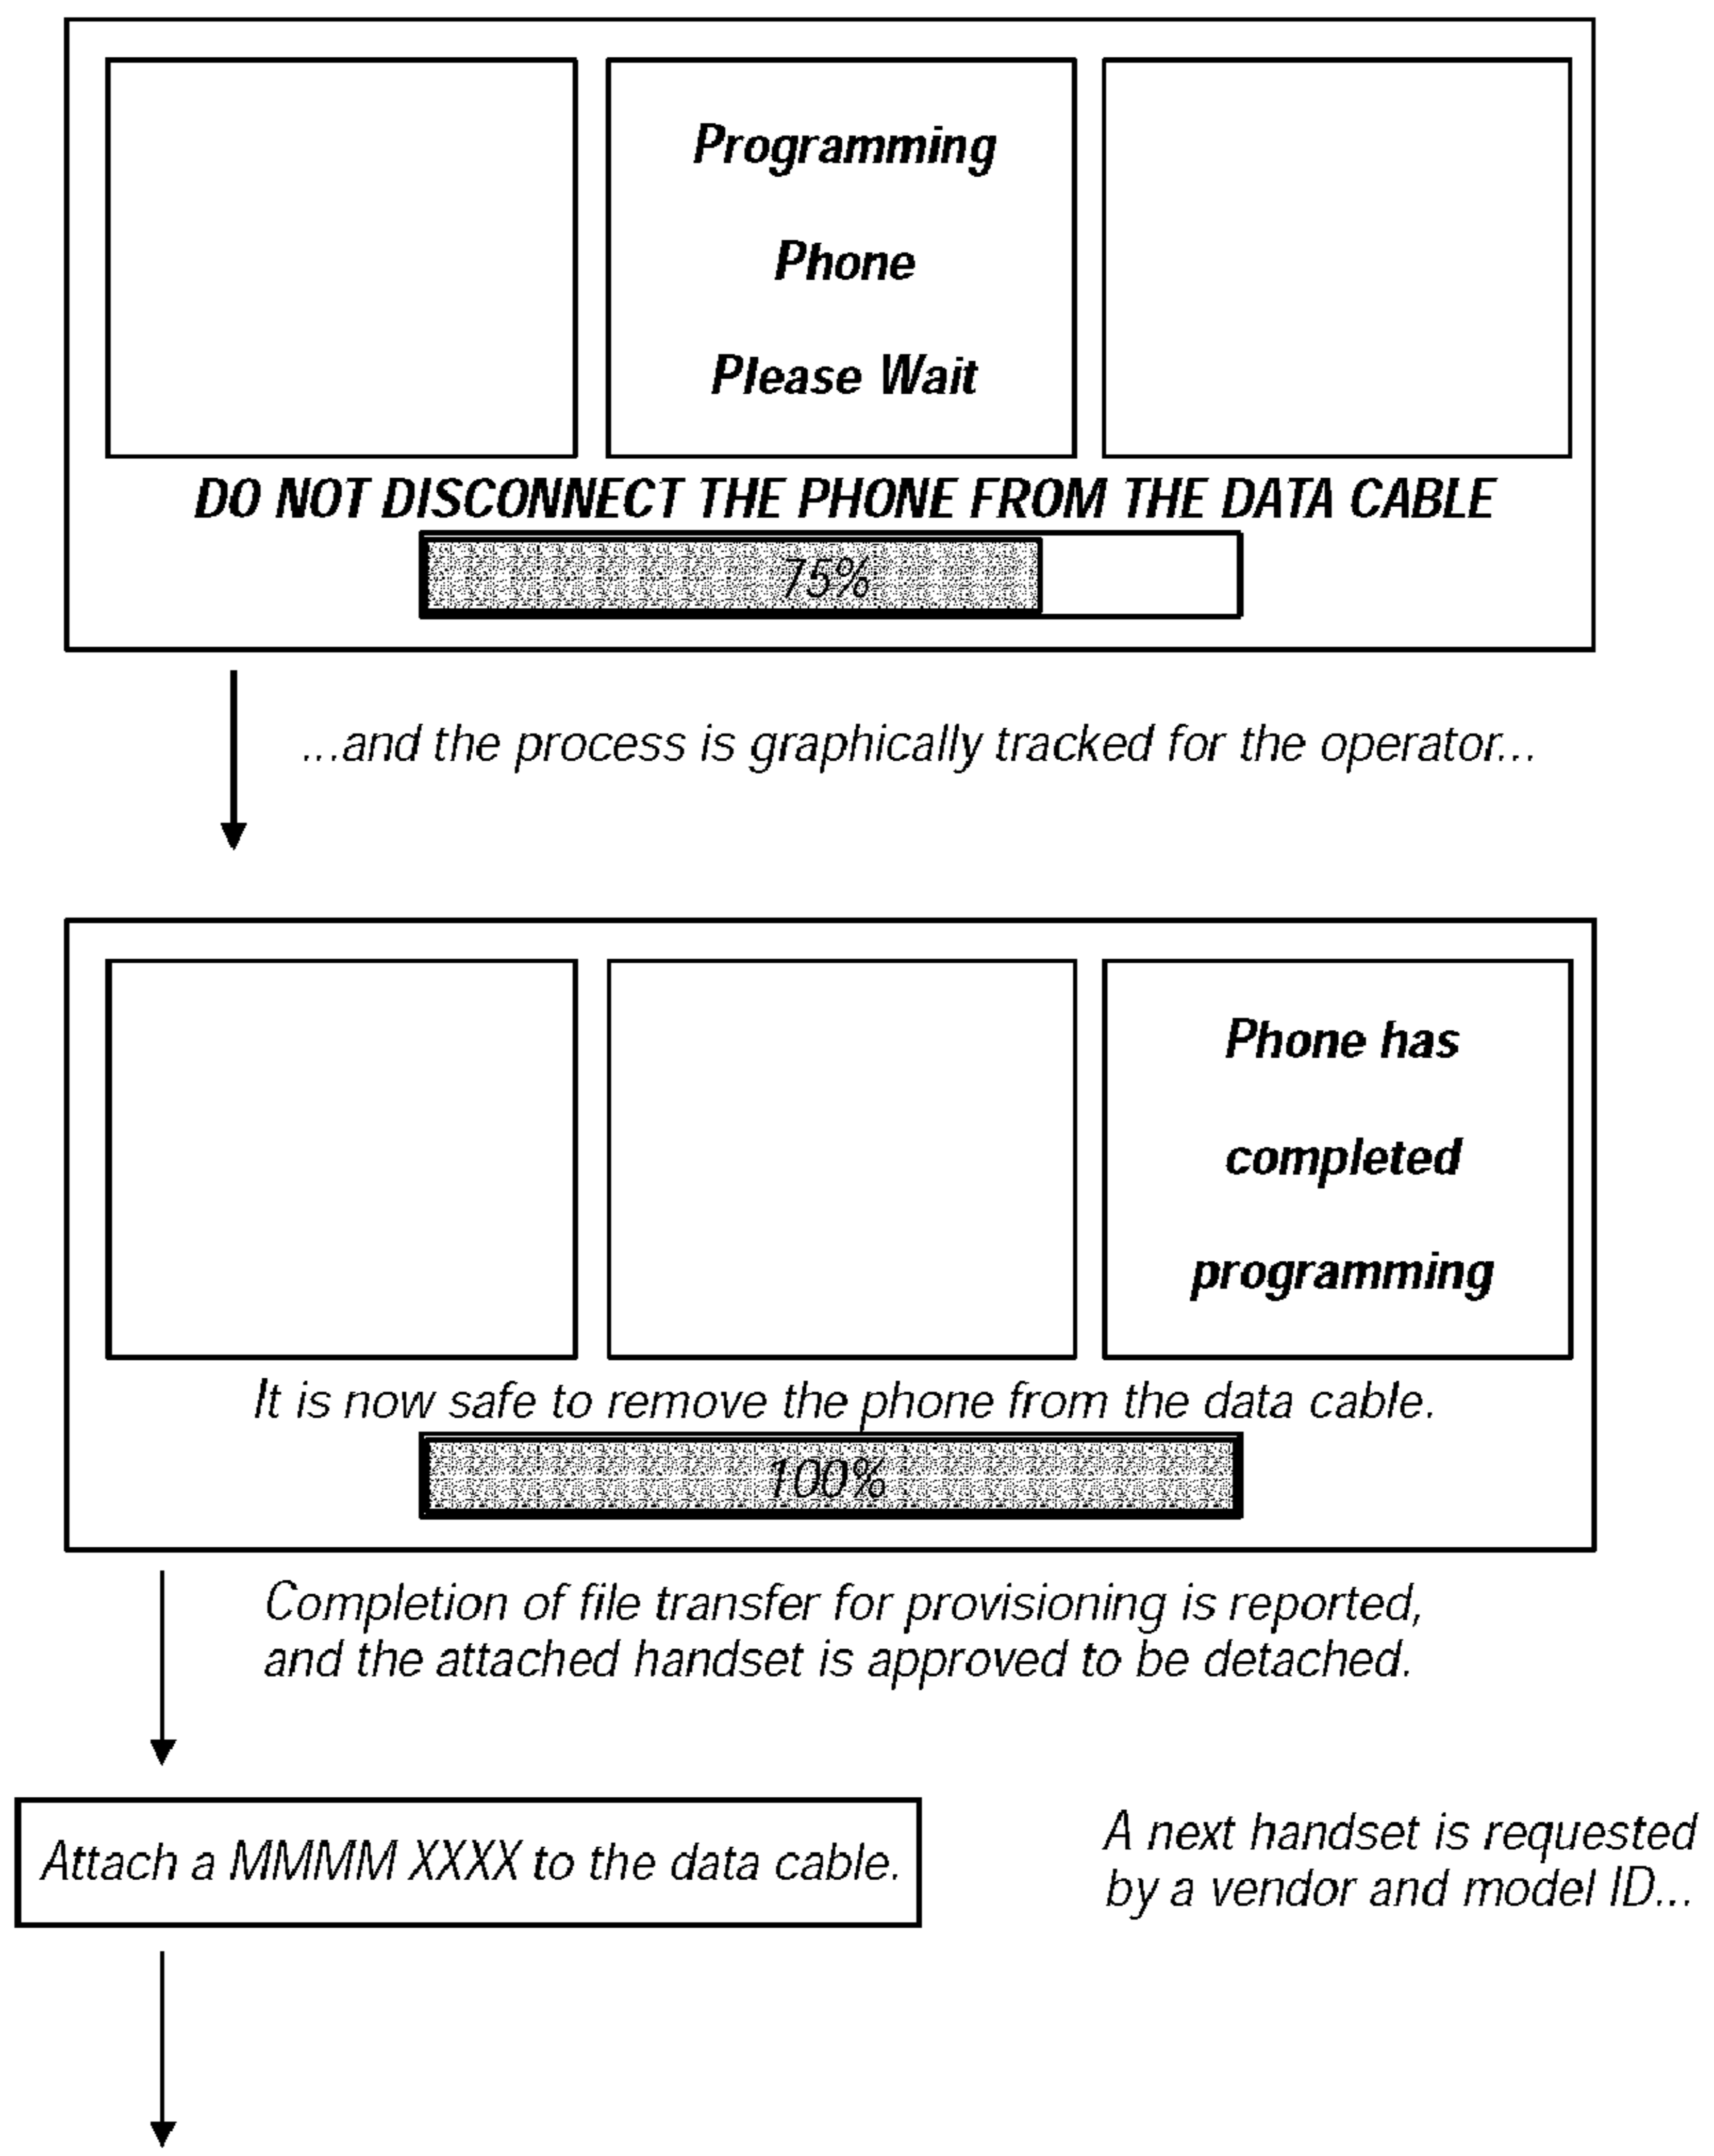 Programming
Phone
Please Wait
DO NOT DISCONNECT THE PHONE FROM THE DATA CABLE
75%
...and the process is graphically tracked for the operator...
Phone has
completed
programming
It is now safe to remove the phone from the data cable.
100%
Completion of file transfer for provisioning is reported,
and the attached handset is approved to be detached.
Attach a MMMM XXXX to the data cable.
A next handset is requested
by a vendor and model ID...